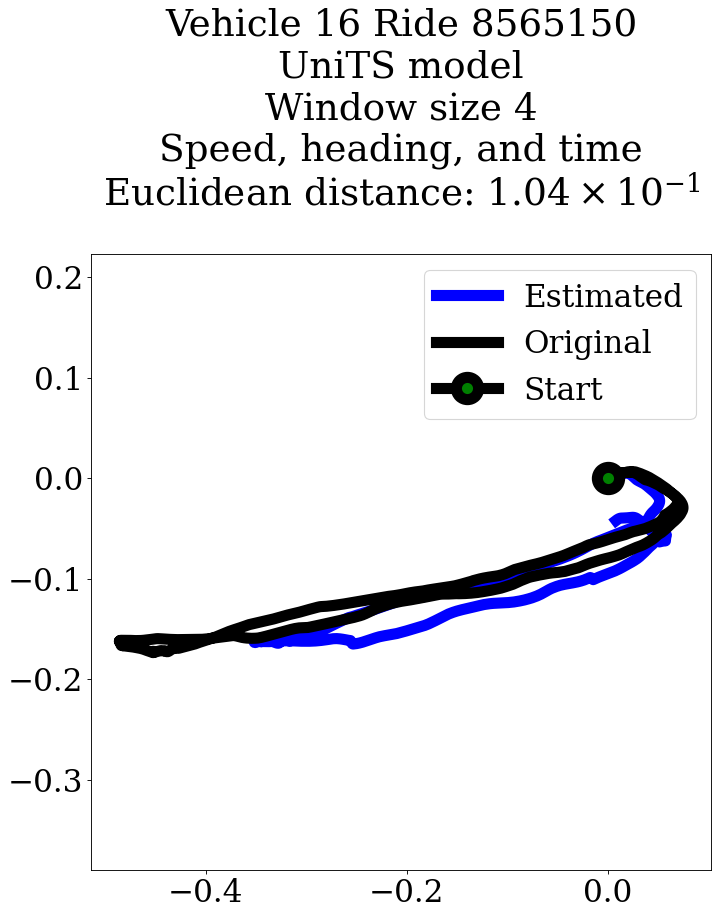 Vehicle 16 Ride 8565150
UniTS model
Window size 4
Speed, heading, and time
Euclidean distance: 1.04 × 10⁻¹
Estimated
Original
Start
0.2
0.1
0.0
−0.1
−0.2
−0.3
−0.4
−0.2
0.0